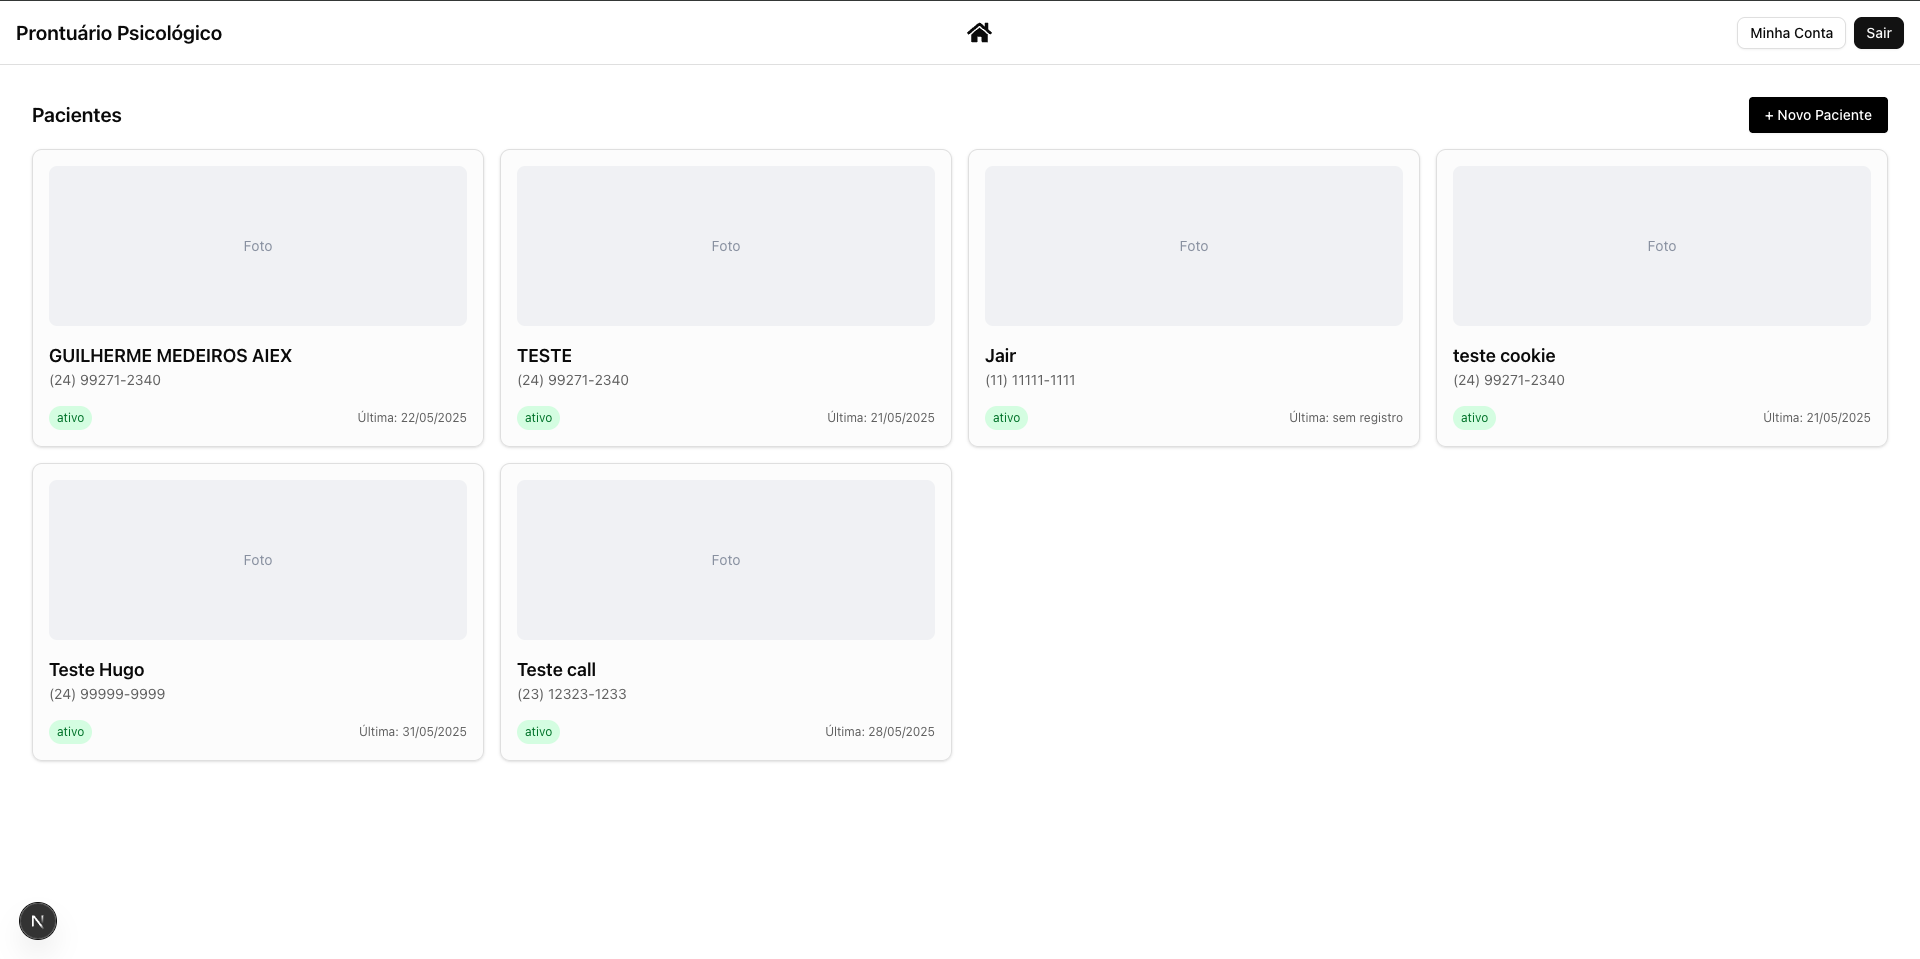 Prontuário Psicológico
Minha Conta
Sair
Pacientes
+ Novo Paciente
Foto
GUILHERME MEDEIROS AIEX
(24) 99271-2340
ativo
Última: 22/05/2025
Foto
TESTE
(24) 99271-2340
ativo
Última: 21/05/2025
Foto
Jair
(11) 11111-1111
ativo
Última: sem registro
Foto
teste cookie
(24) 99271-2340
ativo
Última: 21/05/2025
Foto
Teste Hugo
(24) 99999-9999
ativo
Última: 31/05/2025
Foto
Teste call
(23) 12323-1233
ativo
Última: 28/05/2025
N